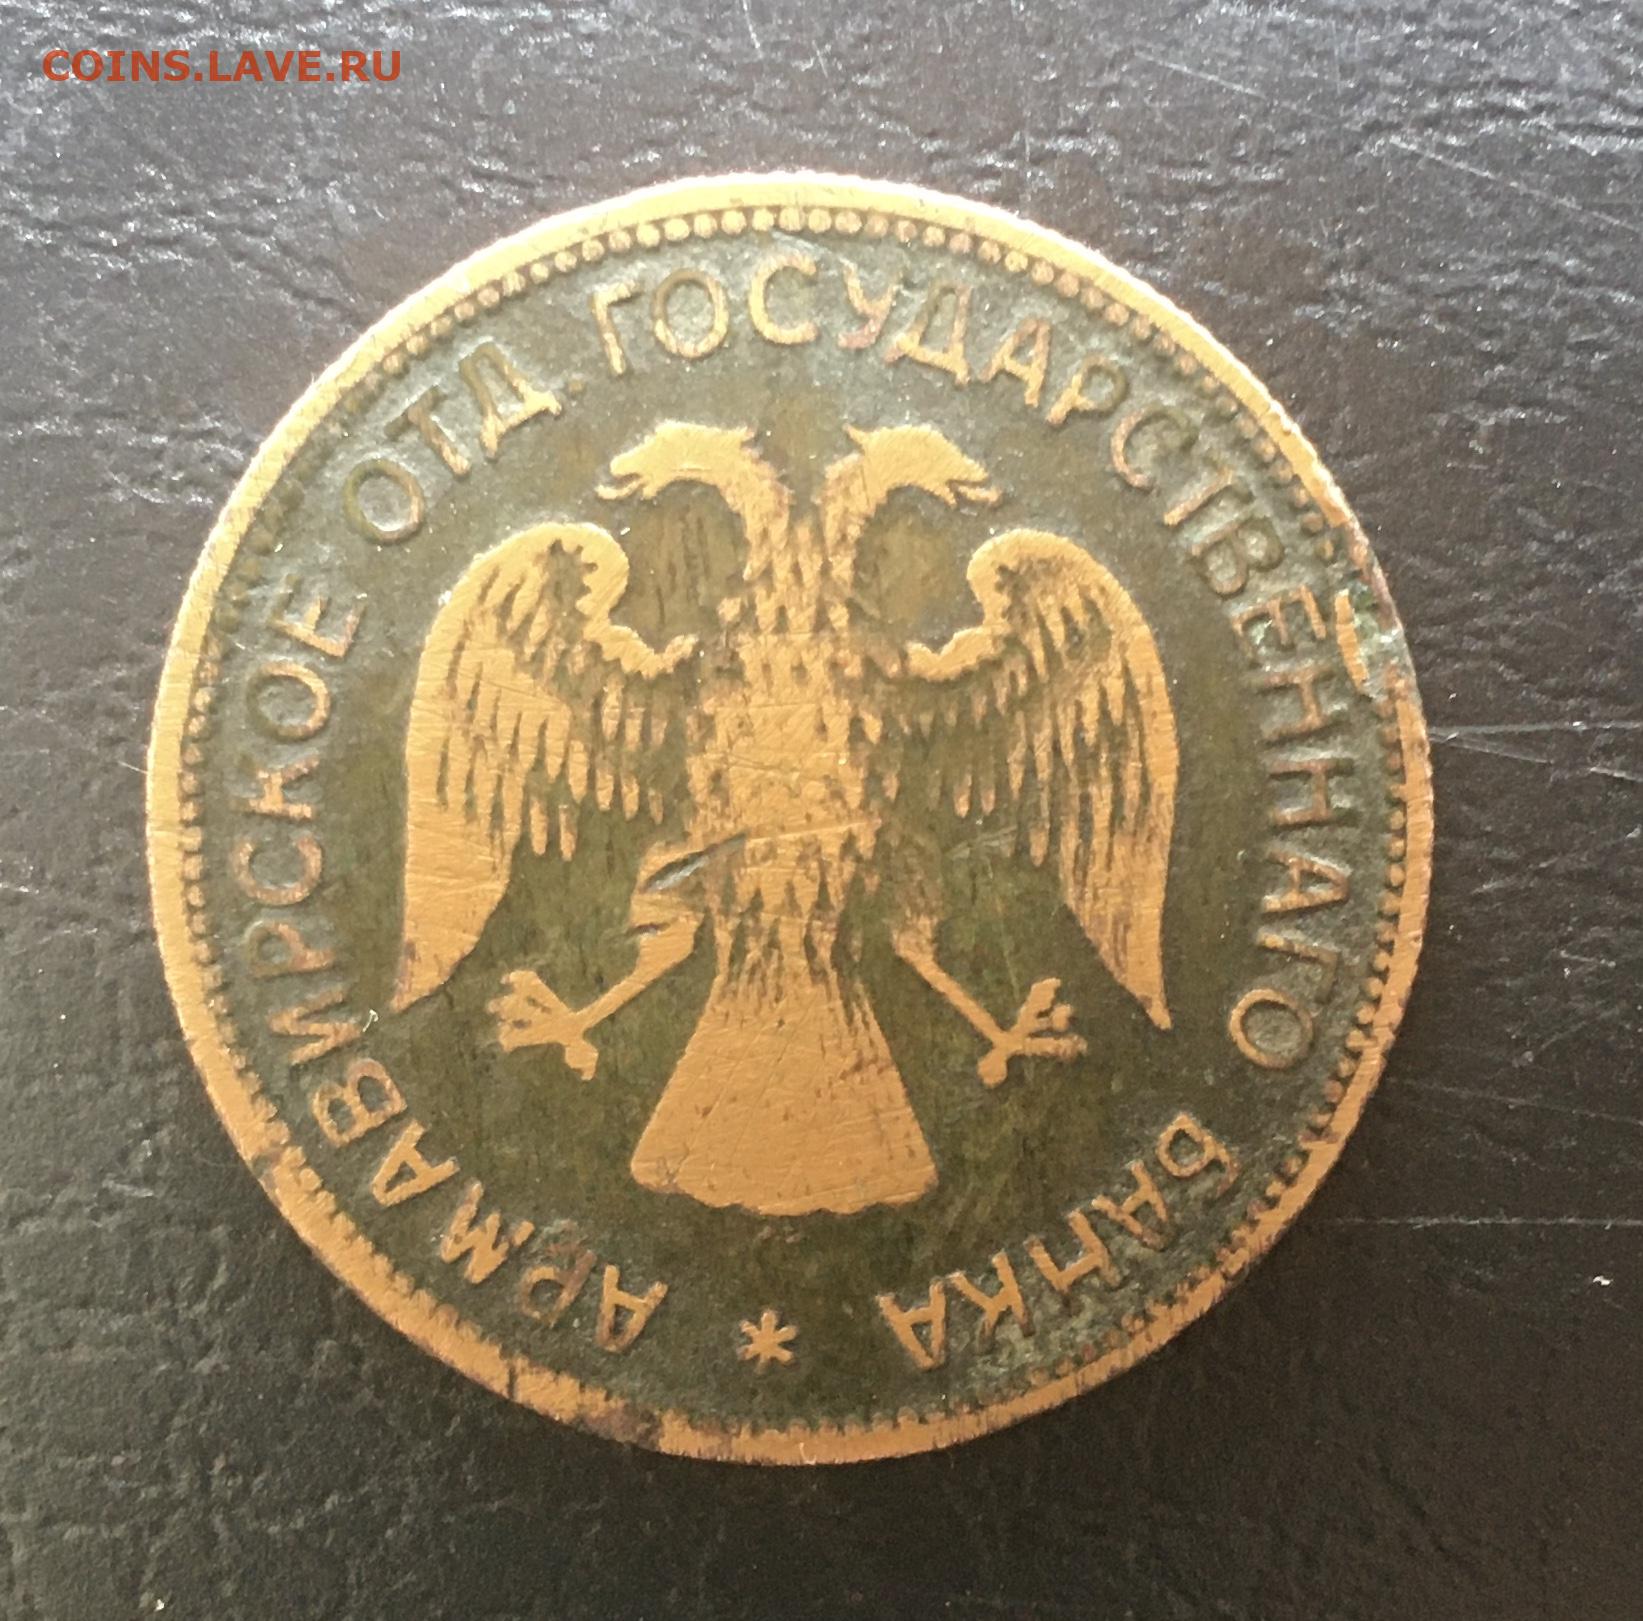 COINS.LAVE.RU
АРМАВИРСКОЕ ОТД. ГОСУДАРСТВЕННАГО БАНКА *